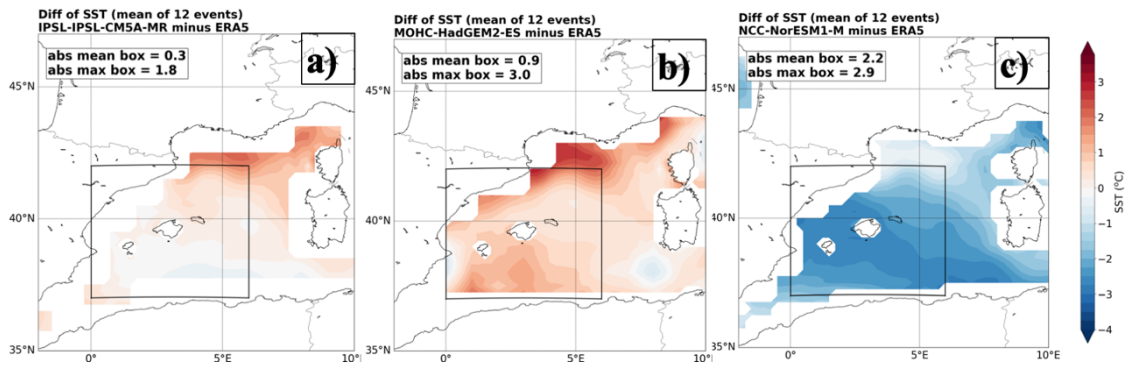 Diff of SST (mean of 12 events)
IPSL-IPSL-CM5A-MR minus ERA5
abs mean box = 0.3
abs max box = 1.8
a)
45°N
40°N
35°N
0°
5°E
10°
Diff of SST (mean of 12 events)
MOHC-HadGEM2-ES minus ERA5
abs mean box = 0.9
abs max box = 3.0
b)
45°N
40°N
35°N
0°
5°E
10°
Diff of SST (mean of 12 events)
NCC-NorESM1-M minus ERA5
abs mean box = 2.2
abs max box = 2.9
c)
45°N
40°N
35°N
0°
5°E
10°E
3
2
1
0
−1
−2
−3
−4
SST (°C)